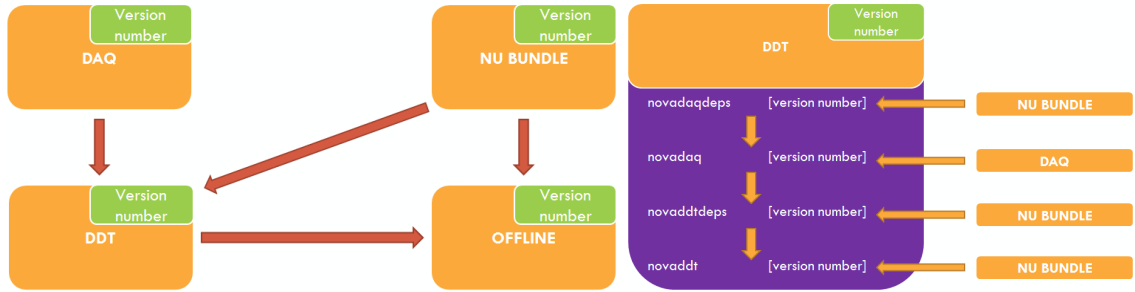 Version
number
DAQ
Version
number
NU BUNDLE
Version
number
DDT
Version
number
OFFLINE
Version
number
DDT
novadaqdeps [version number] NU BUNDLE
novadaq [version number] DAQ
novaddtdeps [version number] NU BUNDLE
novaddt [version number] NU BUNDLE